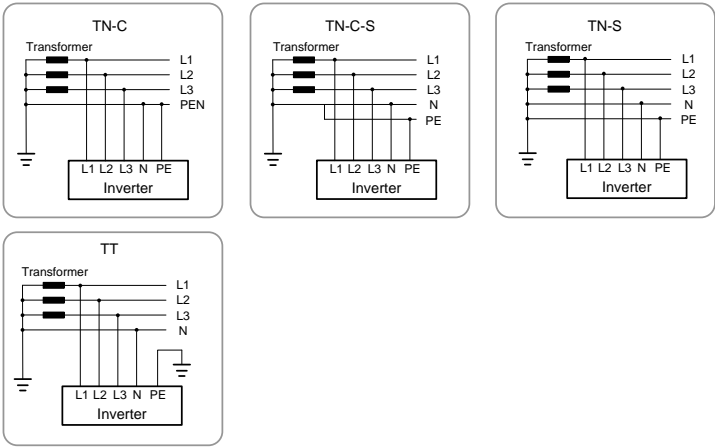 TN-C
Transformer
L1
L2
L3
PEN
L1 L2 L3 N PE
Inverter
TN-C-S
Transformer
L1
L2
L3
N
PE
L1 L2 L3 N PE
Inverter
TN-S
Transformer
L1
L2
L3
N
PE
L1 L2 L3 N PE
Inverter
TT
Transformer
L1
L2
L3
N
L1 L2 L3 N PE
Inverter